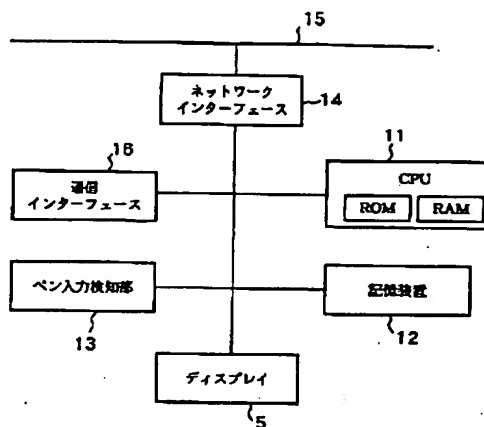 15
ネットワーク
インターフェース
14
16
通信
インターフェース
11
CPU
ROM
RAM
ペン入力検知部
13
記憶装置
12
ディスプレイ
5